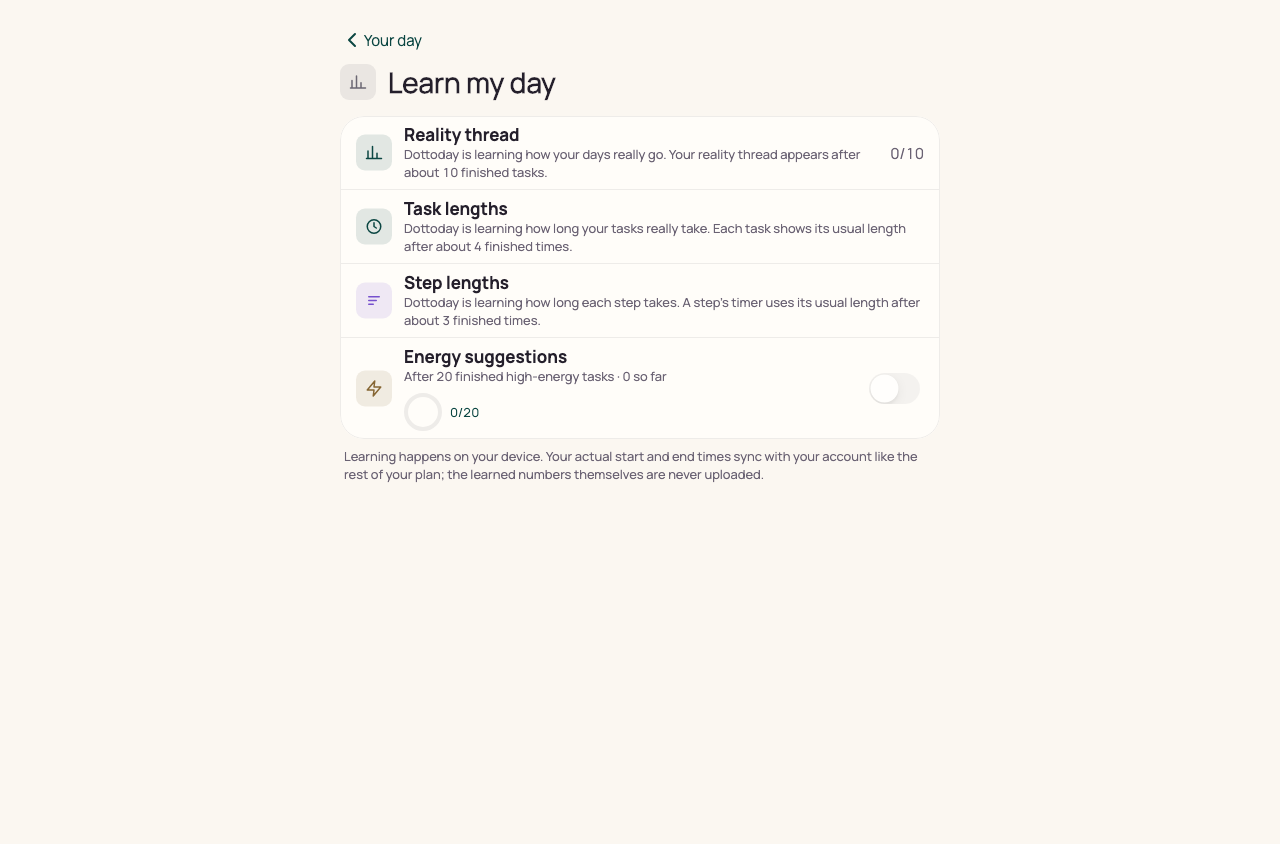 Your day
Learn my day
Reality thread
Dottoday is learning how your days really go. Your reality thread appears after
about 10 finished tasks.
0/10
Task lengths
Dottoday is learning how long your tasks really take. Each task shows its usual length
after about 4 finished times.
Step lengths
Dottoday is learning how long each step takes. A step's timer uses its usual length after
about 3 finished times.
Energy suggestions
After 20 finished high-energy tasks · 0 so far
0/20
Learning happens on your device. Your actual start and end times sync with your account like the
rest of your plan; the learned numbers themselves are never uploaded.